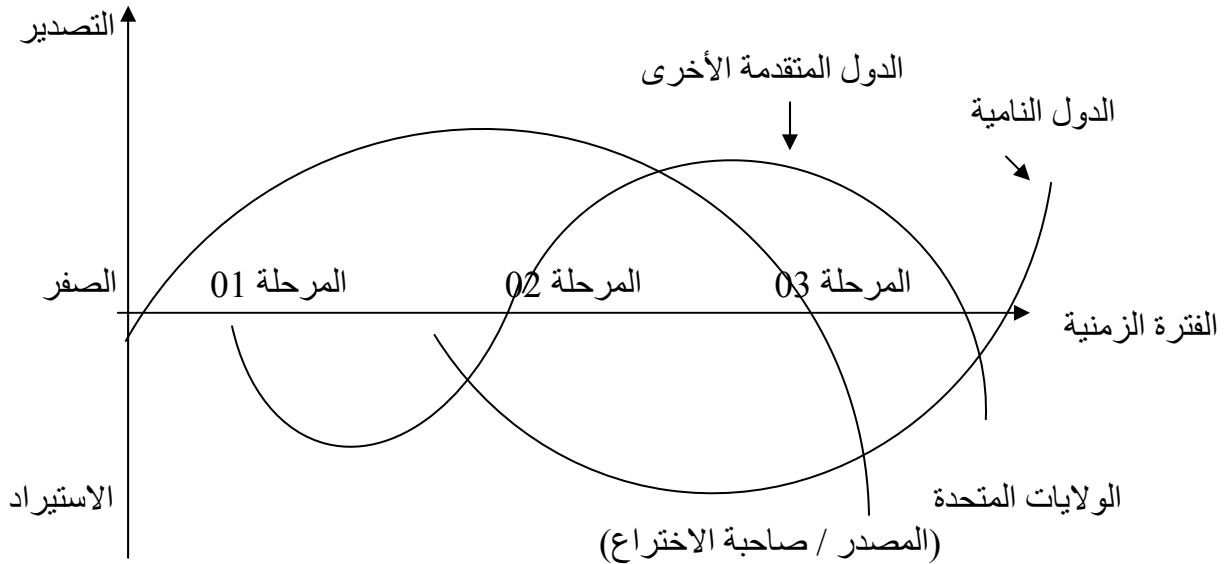 التصدير
الدول المتقدمة الأخرى
الدول النامية
الصفر
المرحلة 01
المرحلة 02
المرحلة 03
الفترة الزمنية
الاستيراد
الولايات المتحدة
(المصدر / صاحبة الاختراع)